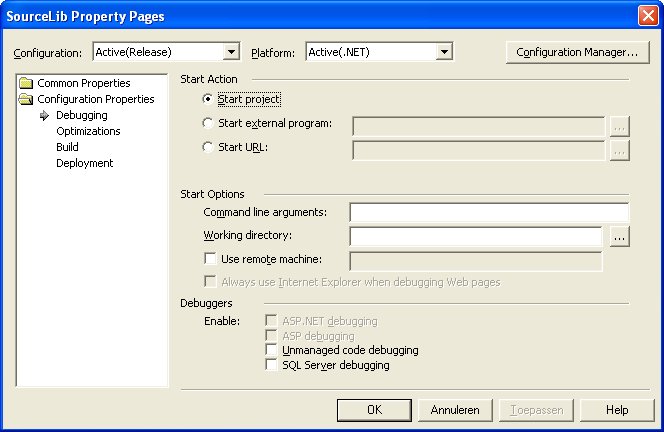 SourceLib Property Pages
Configuration: Active(Release) Platform: Active(.NET) Configuration Manager...
Common Properties
Configuration Properties
Debugging
Optimizations
Build
Deployment
Start Action
Start project
Start external program: ...
Start URL: ...
Start Options
Command line arguments:
Working directory: ...
Use remote machine:
Always use Internet Explorer when debugging Web pages
Debuggers
Enable: ASP.NET debugging
ASP debugging
Unmanaged code debugging
SQL Server debugging
OK Annuleren Toepassen Help